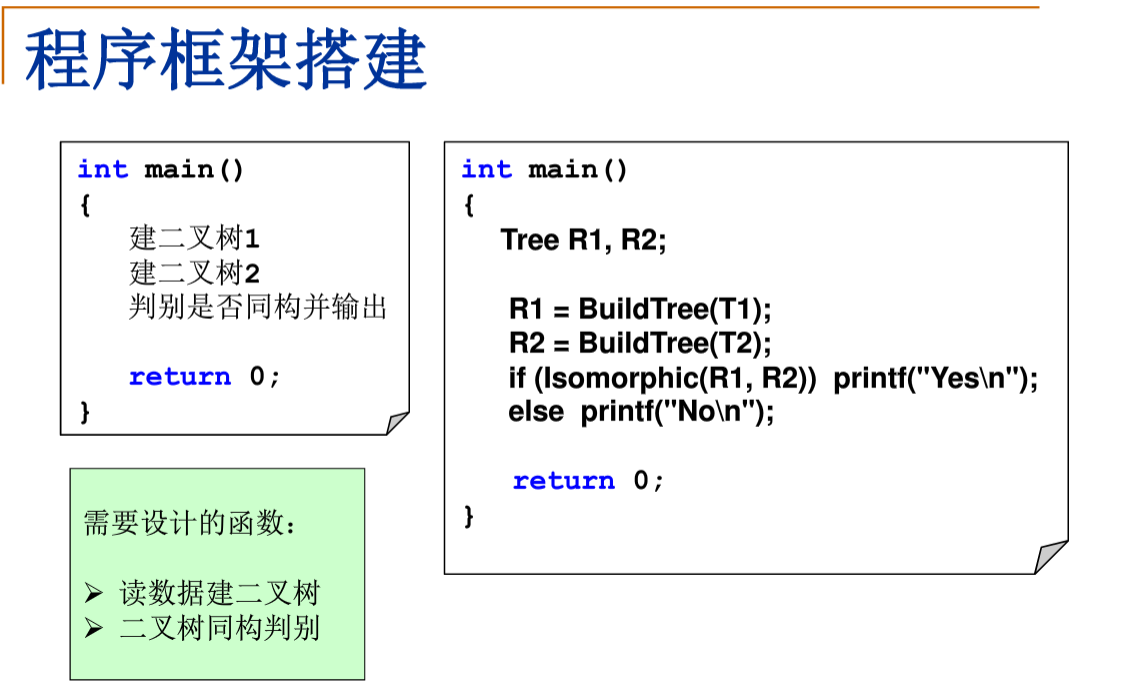 程序框架搭建
int main()
{
建二叉树1
建二叉树2
判别是否同构并输出
return 0;
}
int main()
{
Tree R1, R2;
R1 = BuildTree(T1);
R2 = BuildTree(T2);
if (Isomorphic(R1, R2)) printf("Yes\n");
else printf("No\n");
return 0;
}
需要设计的函数：
➢ 读数据建二叉树
➢ 二叉树同构判别